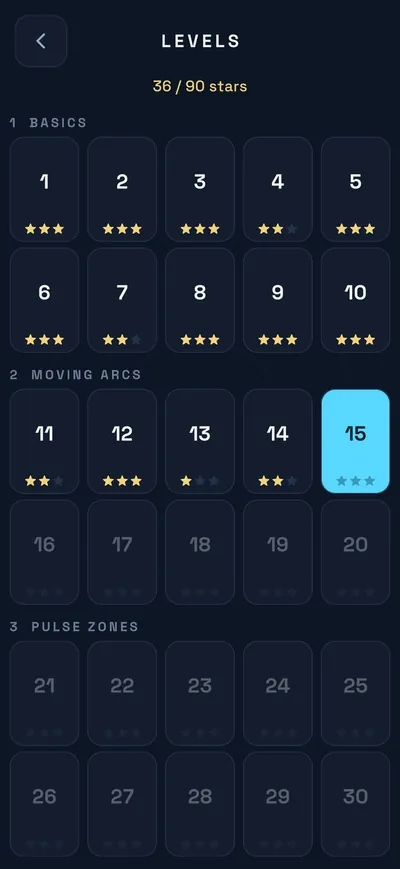 LEVELS
36 / 90 stars
1 BASICS
1 2 3 4 5
6 7 8 9 10
2 MOVING ARCS
11 12 13 14 15
16 17 18 19 20
3 PULSE ZONES
21 22 23 24 25
26 27 28 29 30